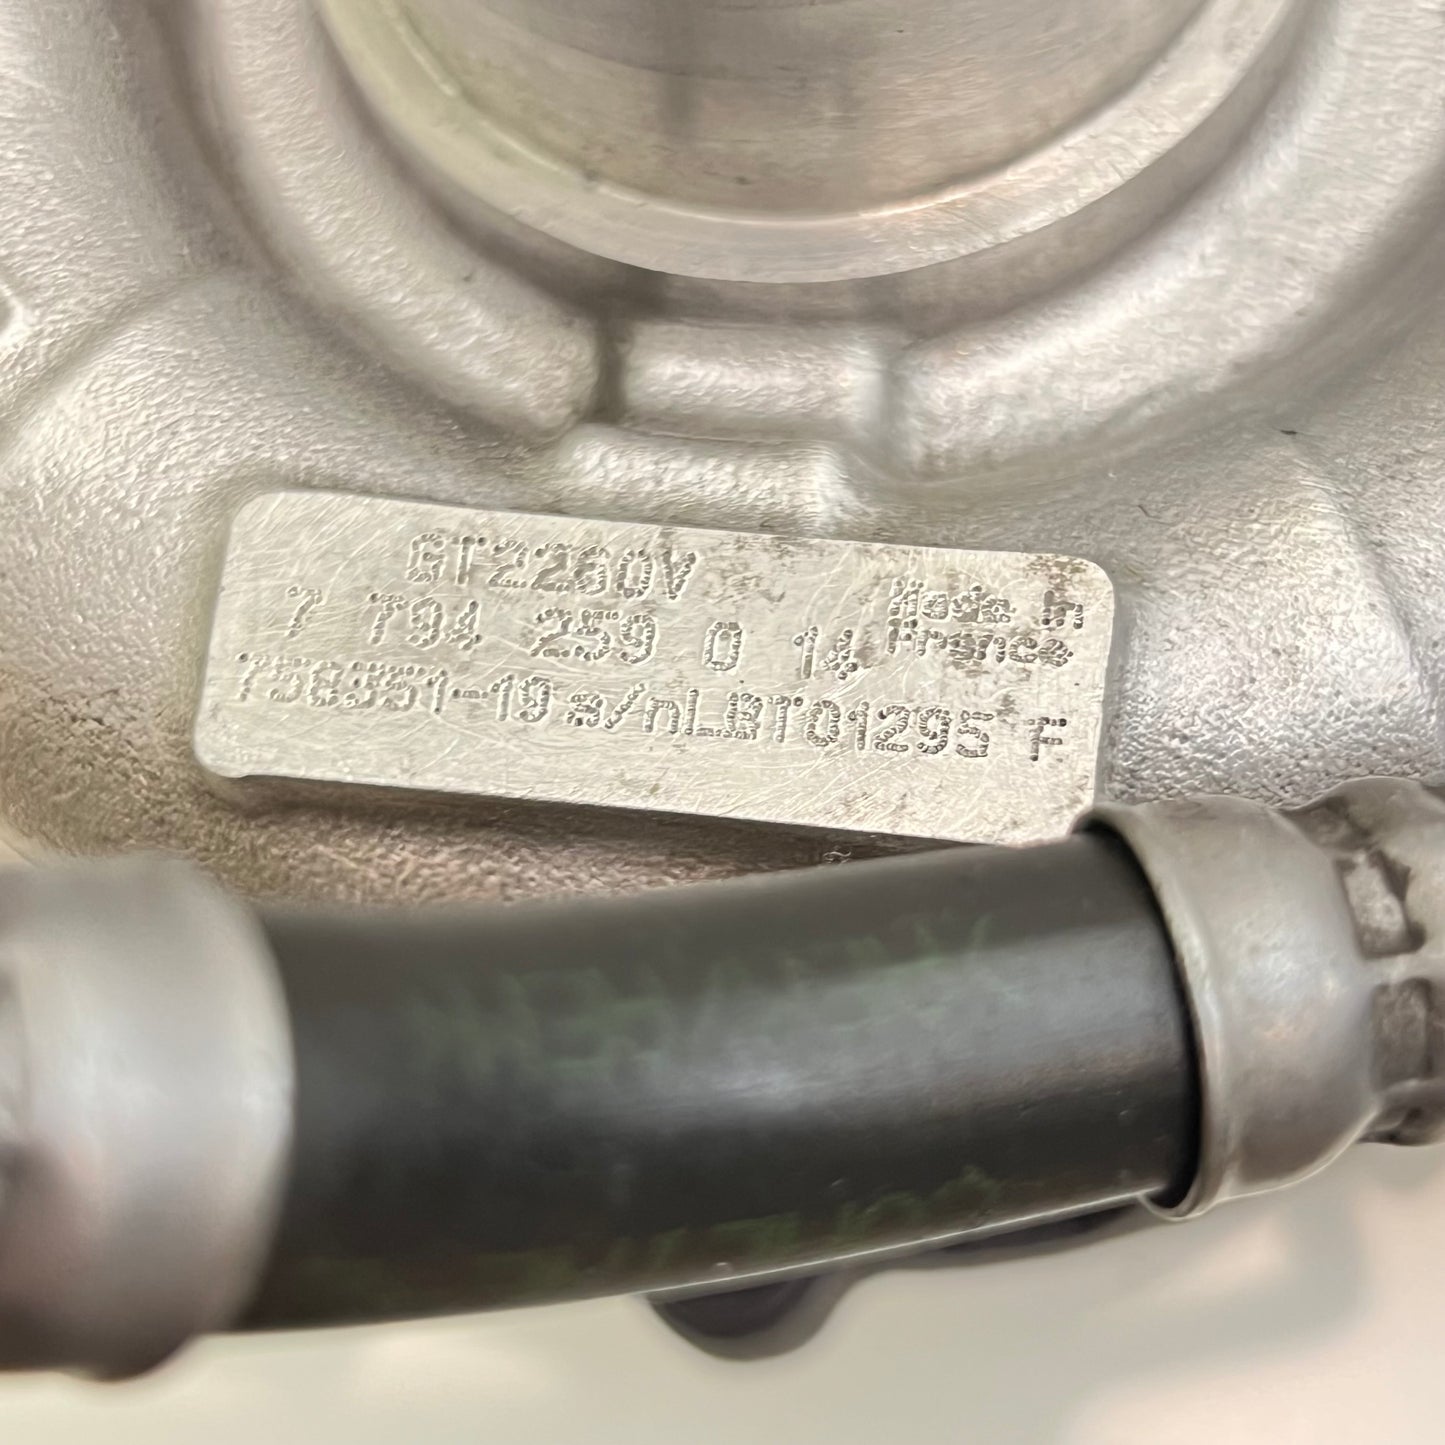 GT2260V
7 794 259 0 14 Made in France
758351-19 s/nLBT01295 F